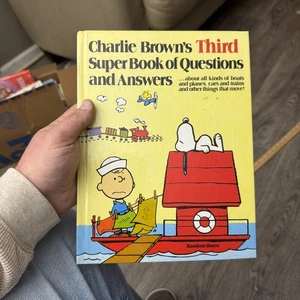 Charlie Brown's Third
Super Book of Questions
and Answers
...about all kinds of boats
and planes, cars and trains
and other things that move!
Random House